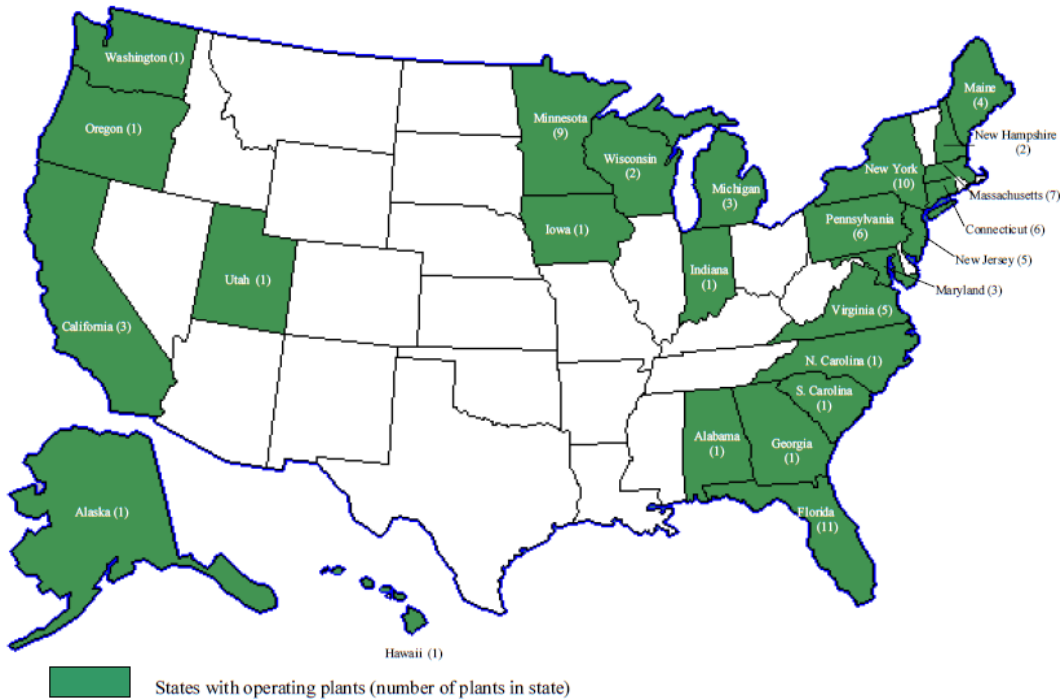 Washington (1)
Oregon (1)
California (3)
Utah (1)
Alaska (1)
Hawaii (1)
Minnesota
(9)
Wisconsin
(2)
Iowa (1)
Michigan
(3)
Indiana
(1)
Maine
(4)
New Hampshire
(2)
New York
(10)
Massachusetts (7)
Connecticut (6)
Pennsylvania
(6)
New Jersey (5)
Maryland (3)
Virginia (5)
N. Carolina (1)
S. Carolina
(1)
Alabama
(1)
Georgia
(1)
Florida
(11)
States with operating plants (number of plants in state)